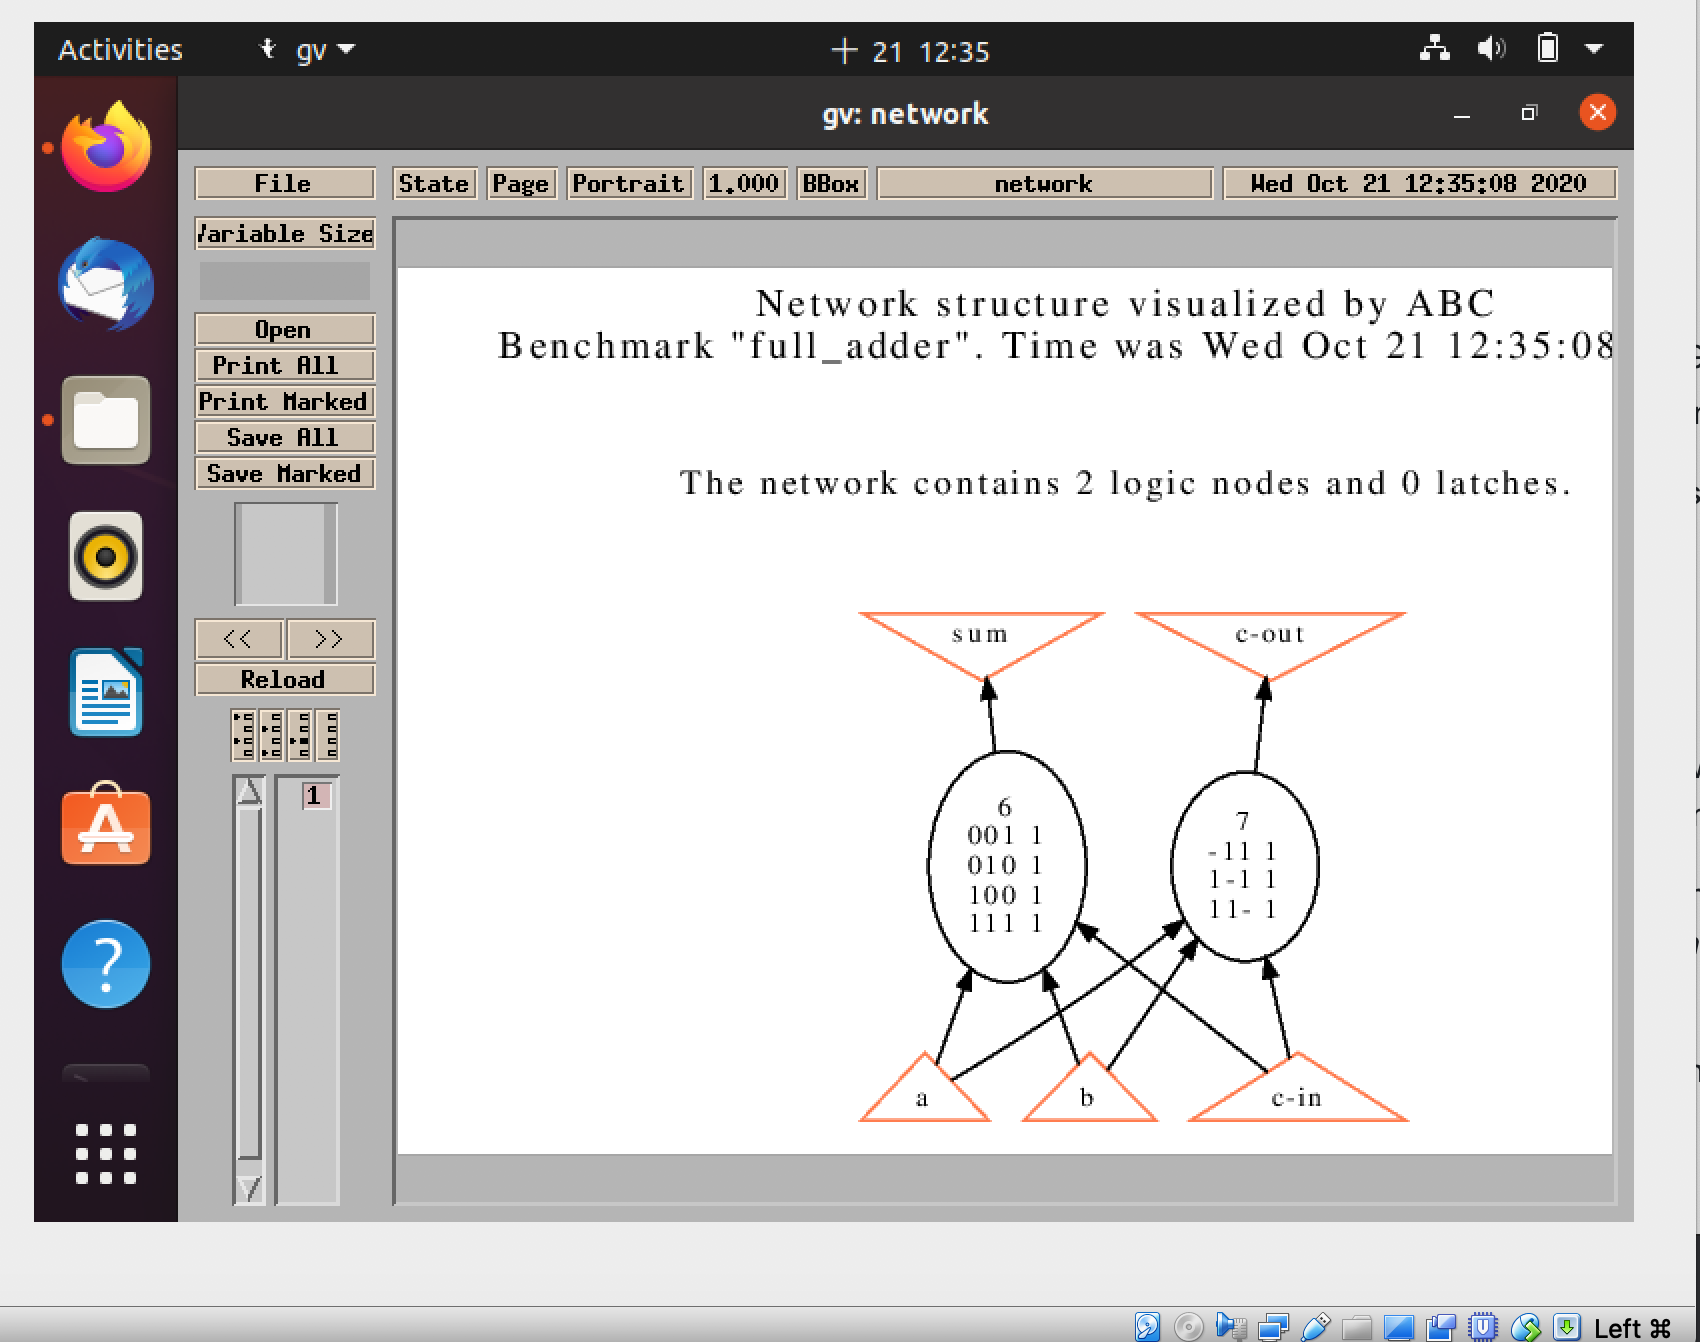 Activities
gv
21 12:35
gv: network
File
State
Page
Portrait
1.000
BBox
network
Wed Oct 21 12:35:08 2020
Variable Size
Open
Print All
Print Marked
Save All
Save Marked
<<
>>
Reload
1
Network structure visualized by ABC
Benchmark "full_adder". Time was Wed Oct 21 12:35:08
The network contains 2 logic nodes and 0 latches.
sum
c-out
6
001 1
010 1
100 1
111 1
7
-11 1
1-1 1
11- 1
a
b
c-in
Left ⌘